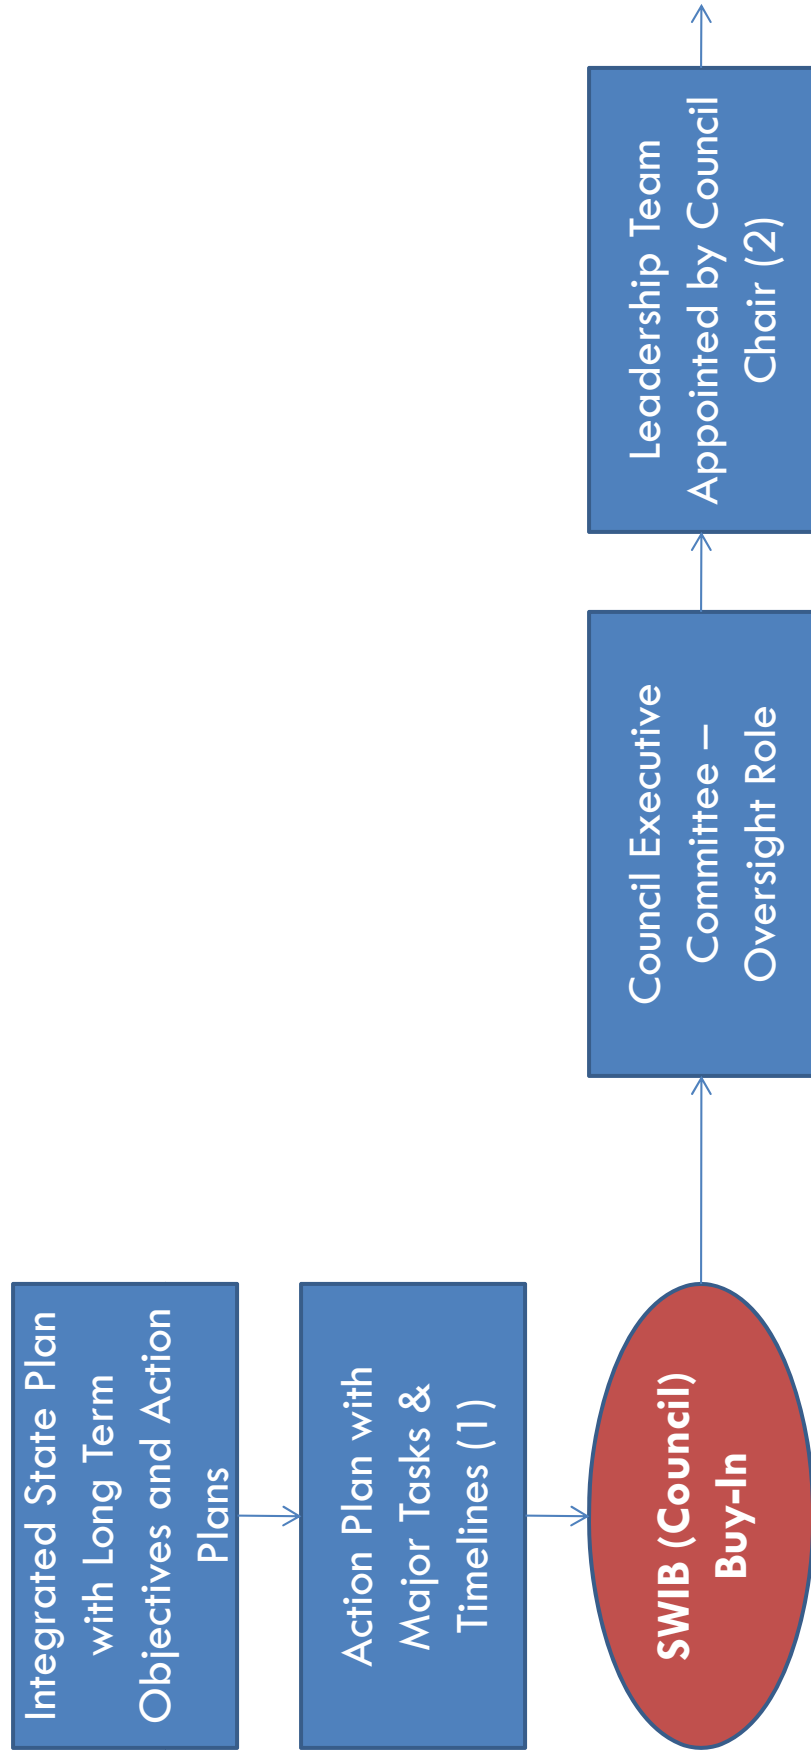 Integrated State Plan
with Long Term
Objectives and Action
Plans
Action Plan with
Major Tasks &
Timelines (1)
SWIB (Council)
Buy-In
Council Executive
Committee –
Oversight Role
Leadership Team
Appointed by Council
Chair (2)